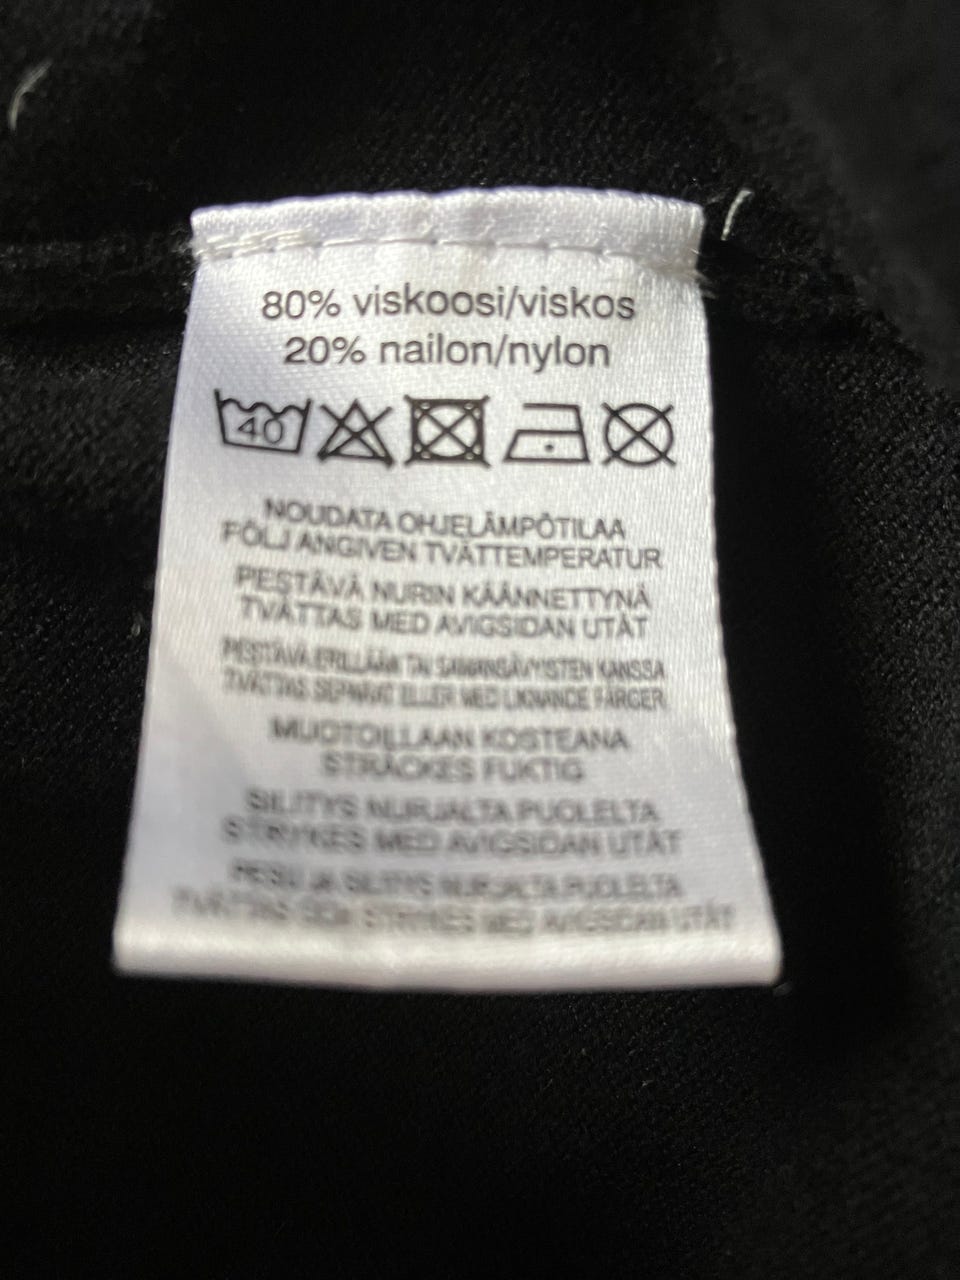 80% viskoosi/viskos
20% nailon/nylon
40
NOUDATA OHJELÄMPÖTILAA
FÖLJ ANGIVEN TVÄTTEMPERATUR
PESTÄVÄ NURIN KÄÄNNETTYNÄ
TVÄTTAS MED AVIGSIDAN UTÅT
PESTÄVÄ ERILLÄÄN TAI SAMANSÄVYISTEN KANSSA
TVÄTTAS SEPARAT ELLER MED LIKNANDE FÄRGER
MUOTOILLAAN KOSTEANA
STRÄCKES FUKTIG
SILITYS NURJALTA PUOLELTA
STRYKES MED AVIGSIDAN UTÅT
PESU JA SILITYS NURJALTA PUOLELTA
TVÄTTAS OCH STRYKES MED AVIGSIDAN UTÅT